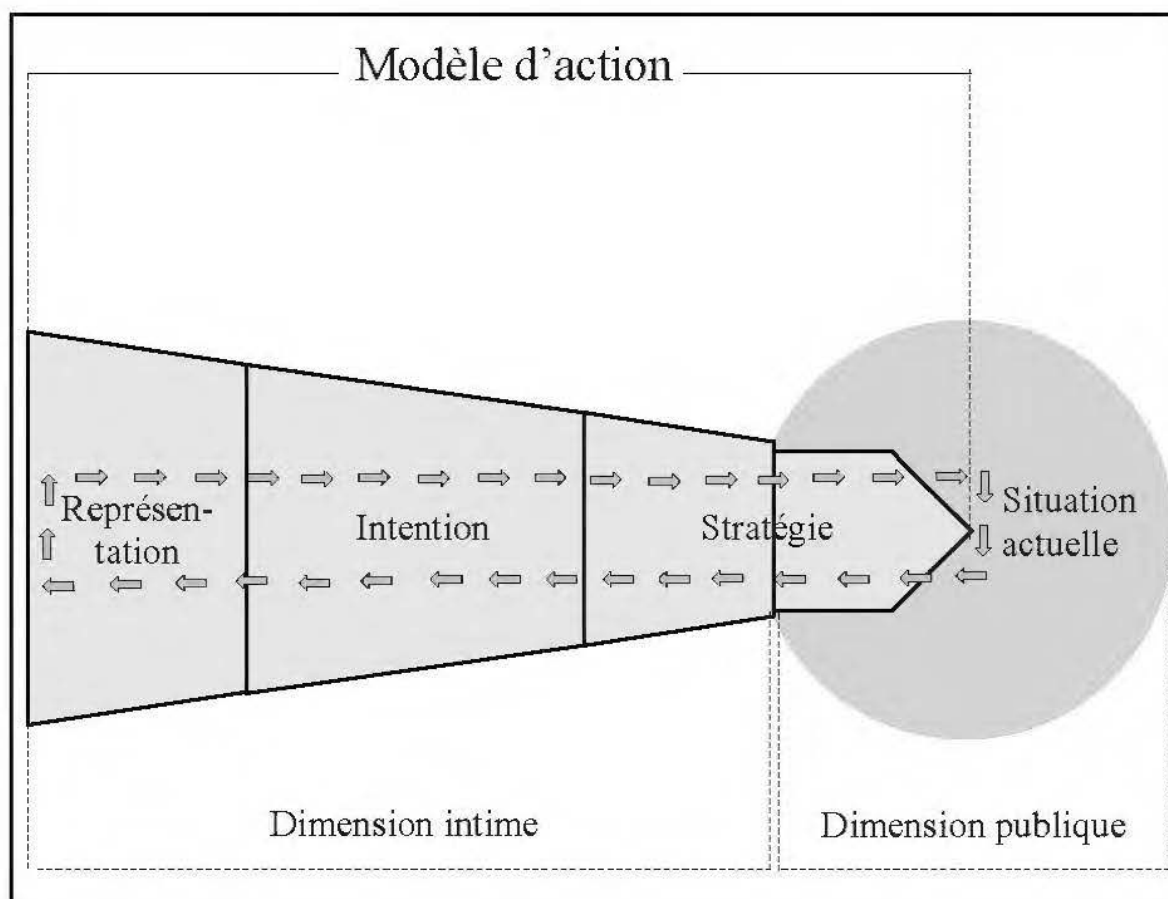 Modèle d'action
Représen-
tation
Intention
Stratégie
Situation
actuelle
Dimension intime
Dimension publique